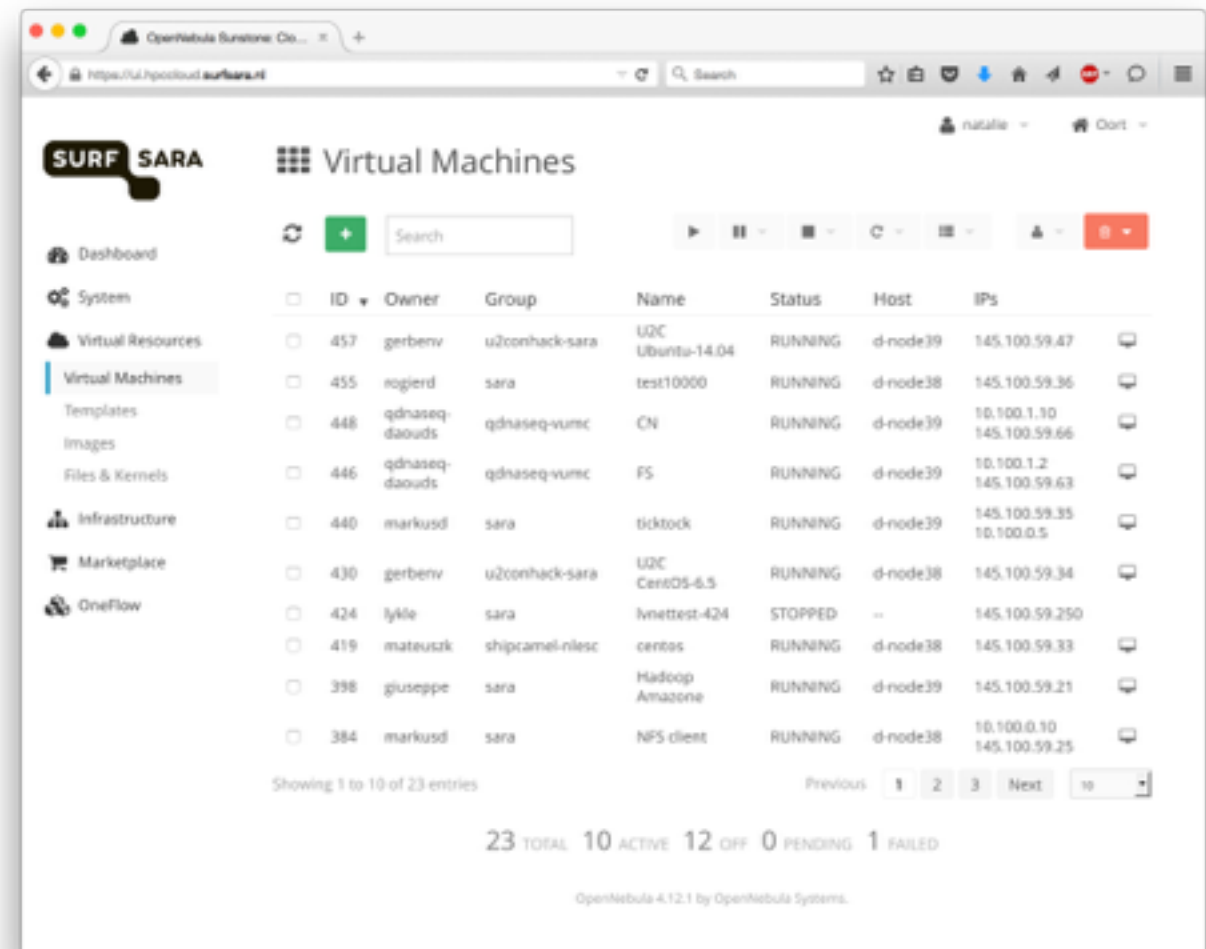 OpenNebula Sunstone: Clo...
https://ui.hpccloud.surfsara.nl
Search
natalie
Oort
SURF SARA
Virtual Machines
Search
Dashboard
System
Virtual Resources
Virtual Machines
Templates
Images
Files & Kernels
Infrastructure
Marketplace
OneFlow
ID Owner Group Name Status Host IPs
457 gerbenv u2conhack-sara U2C Ubuntu-14.04 RUNNING d-node39 145.100.59.47
455 rogierd sara test10000 RUNNING d-node38 145.100.59.36
448 qdnaseq-daouds qdnaseq-vumc CN RUNNING d-node39 10.100.1.10 145.100.59.66
446 qdnaseq-daouds qdnaseq-vumc FS RUNNING d-node39 10.100.1.2 145.100.59.63
440 markusd sara ticktock RUNNING d-node39 145.100.59.35 10.100.0.5
430 gerbenv u2conhack-sara U2C CentOS-6.5 RUNNING d-node38 145.100.59.34
424 lykle sara lvnettest-424 STOPPED -- 145.100.59.250
419 mateuszk shipcamel-nlesc centos RUNNING d-node38 145.100.59.33
398 giuseppe sara Hadoop Amazone RUNNING d-node39 145.100.59.21
384 markusd sara NFS client RUNNING d-node38 10.100.0.10 145.100.59.25
Showing 1 to 10 of 23 entries
Previous 1 2 3 Next 10
23 TOTAL 10 ACTIVE 12 OFF 0 PENDING 1 FAILED
OpenNebula 4.12.1 by OpenNebula Systems.